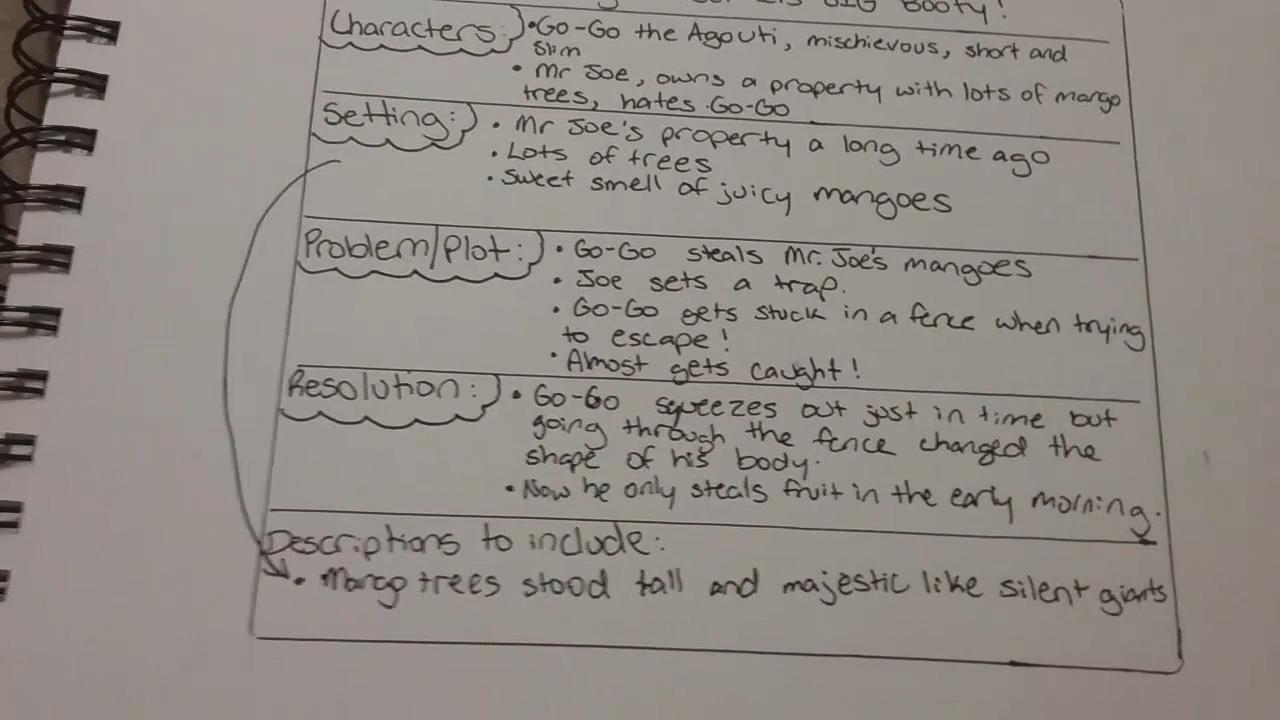 BIG Booty!
Characters: • Go-Go the Agouti, mischievous, short and
slim
• Mr Joe, owns a property with lots of mango
trees, hates Go-Go
Setting: • Mr Joe's property a long time ago
• Lots of trees
• Sweet smell of juicy mangoes
Problem/Plot: • Go-Go steals Mr. Joe's mangoes
• Joe sets a trap.
• Go-Go gets stuck in a fence when trying
to escape!
• Almost gets caught!
Resolution: • Go-Go squeezes out just in time but
going through the fence changed the
shape of his body.
• Now he only steals fruit in the early morning.
Descriptions to include:
• Mango trees stood tall and majestic like silent giants